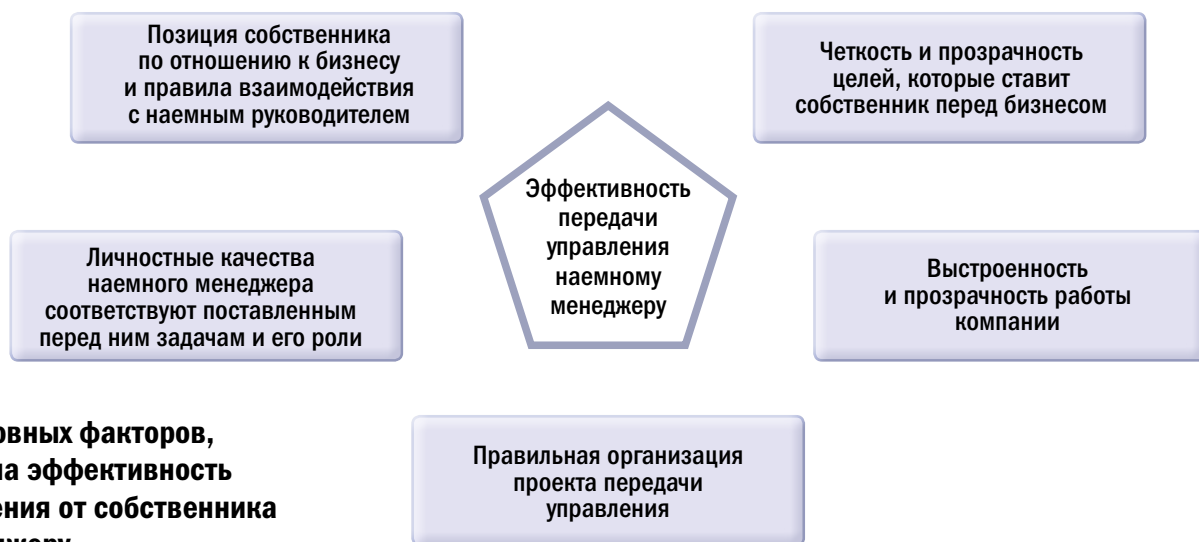 Позиция собственника
по отношению к бизнесу
и правила взаимодействия
с наемным руководителем
Четкость и прозрачность
целей, которые ставит
собственник перед бизнесом
Эффективность
передачи
управления
наемному
менеджеру
Личностные качества
наемного менеджера
соответствуют поставленным
перед ним задачам и его роли
Выстроенность
и прозрачность работы
компании
Правильная организация
проекта передачи
управления
факторов,
на эффективность
от собственника